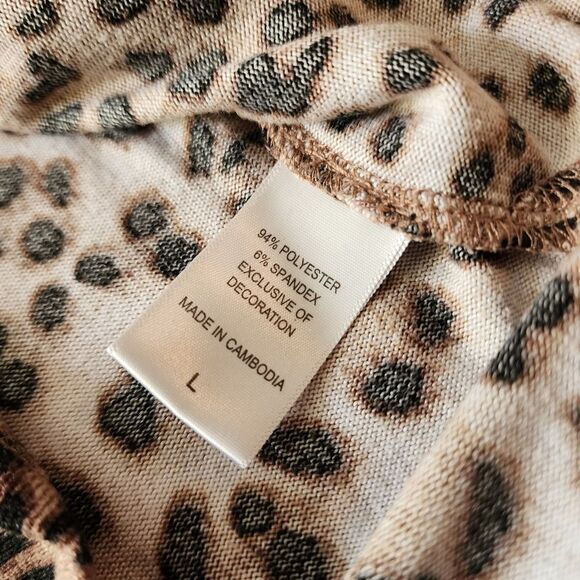 94% POLYESTER
6% SPANDEX
EXCLUSIVE OF
DECORATION
MADE IN CAMBODIA
L